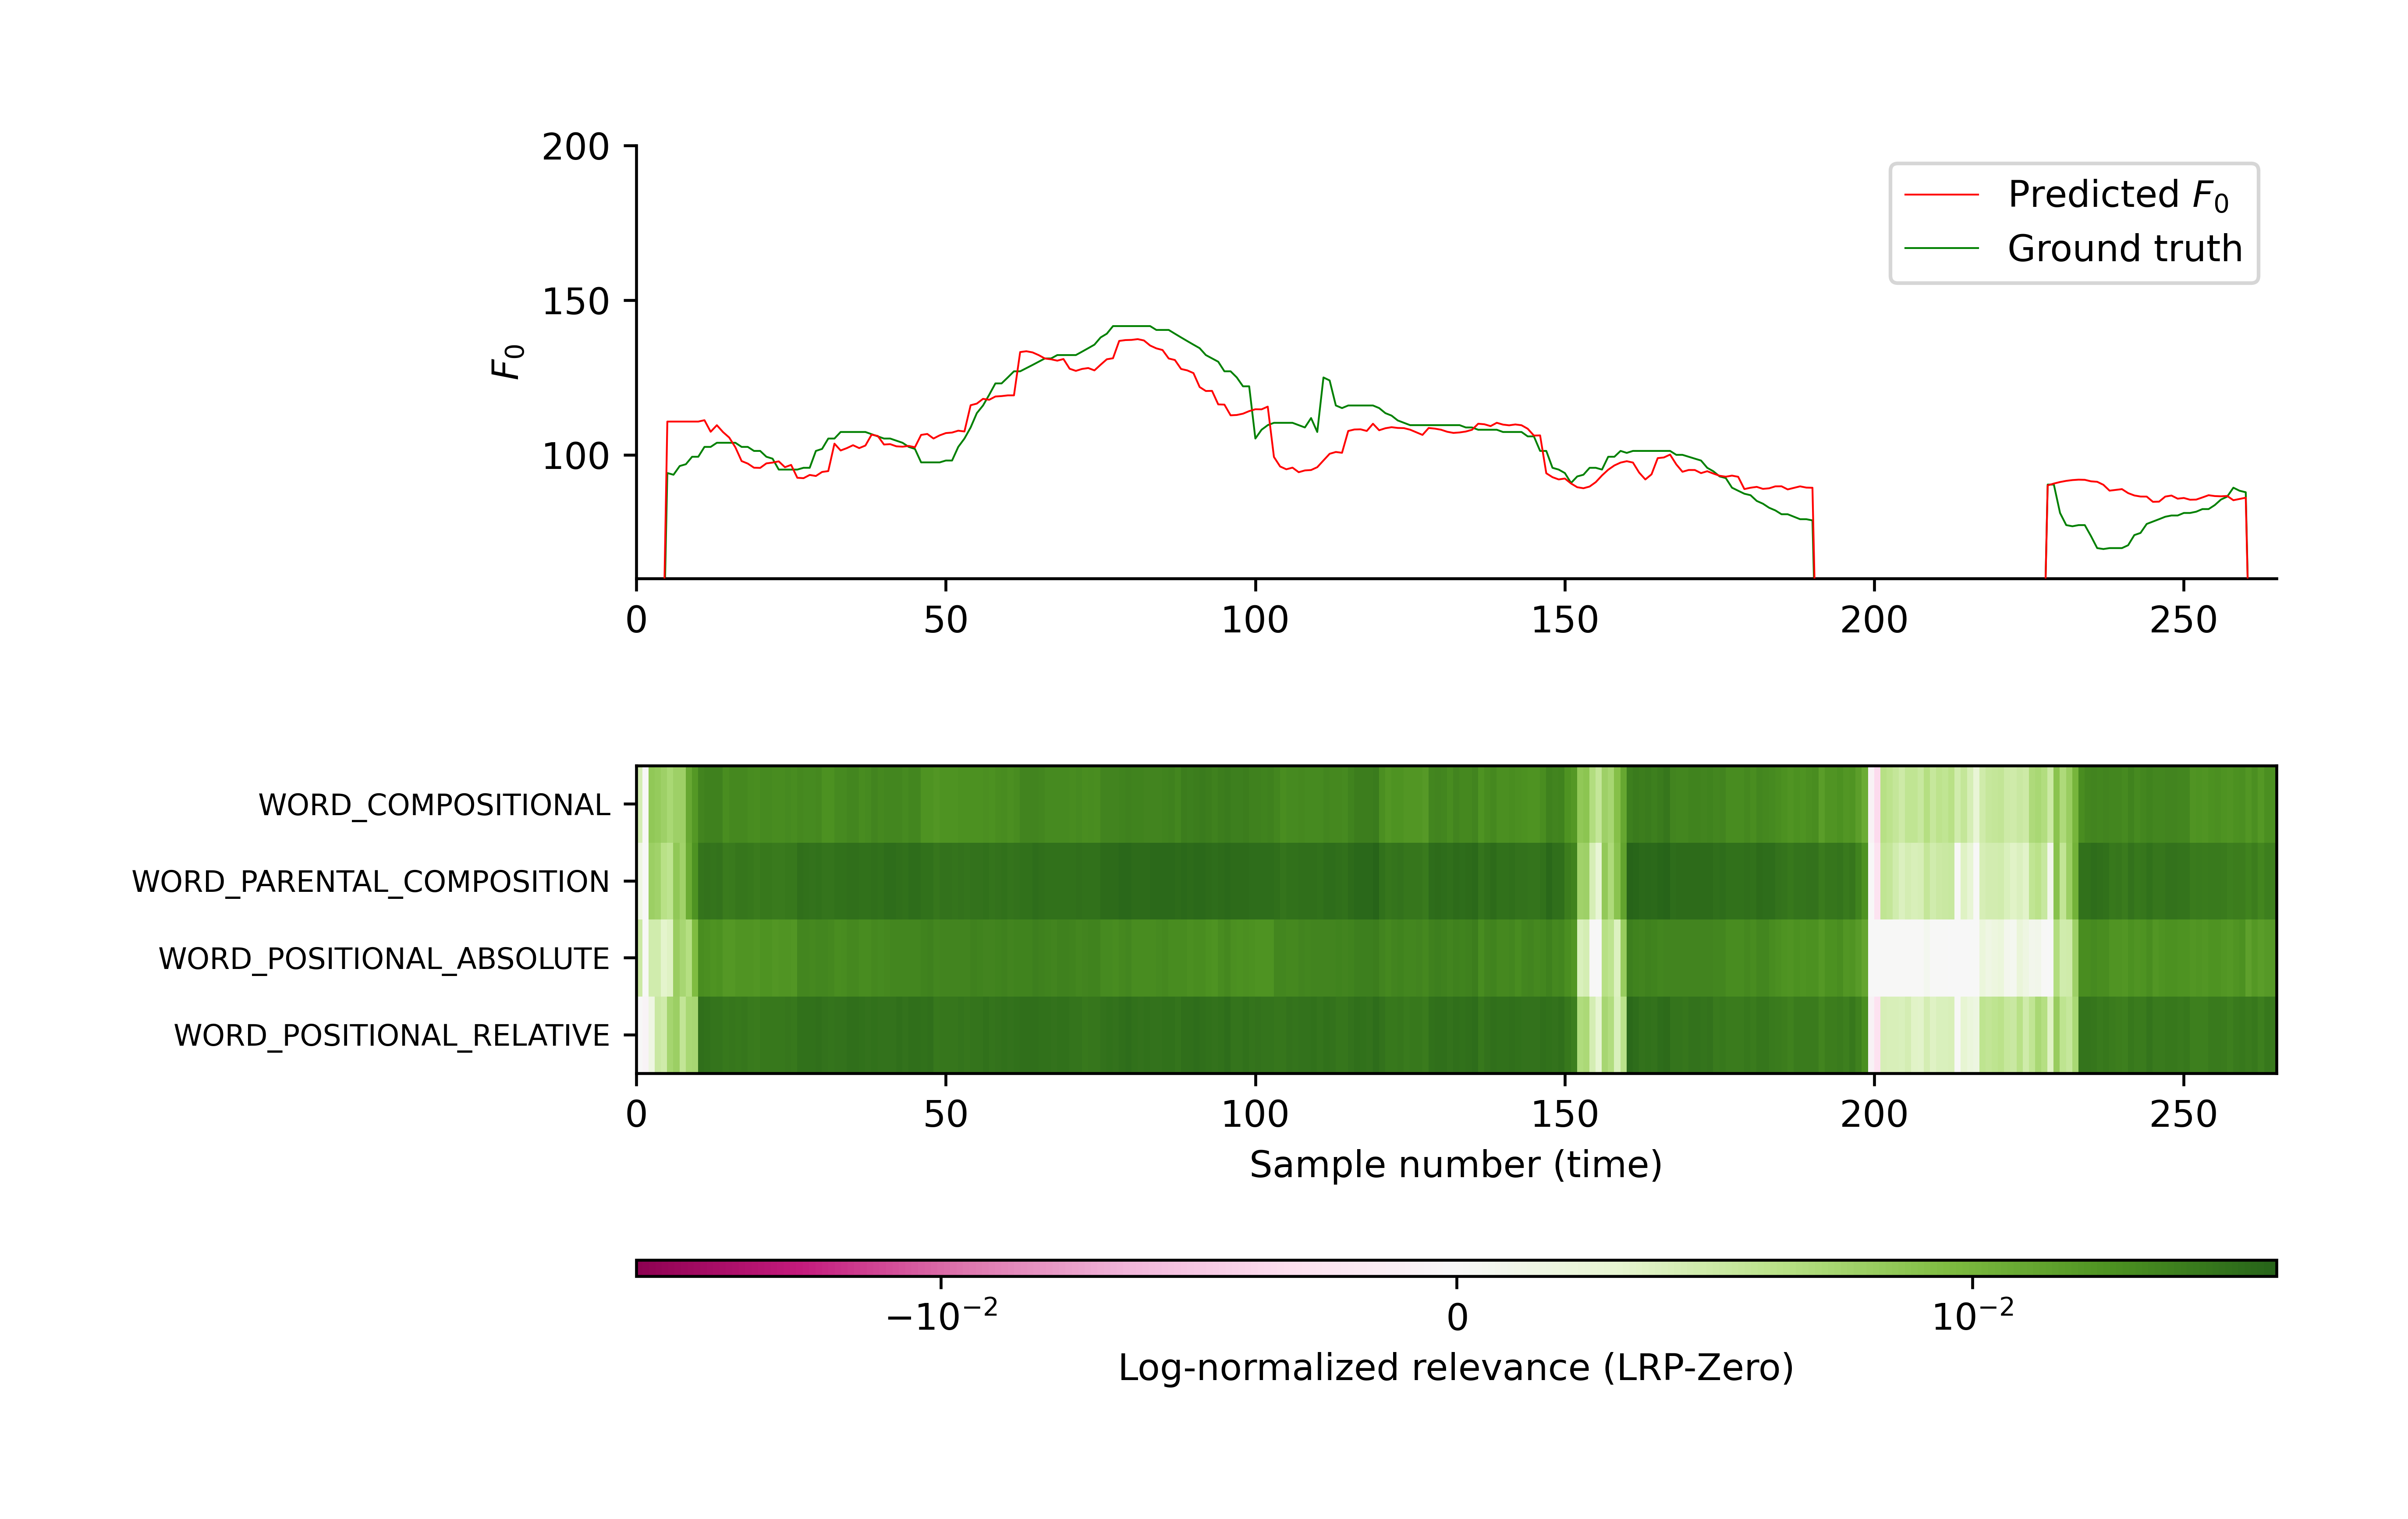 200
150
100
F0
Predicted F0
Ground truth
0 50 100 150 200 250
WORD_COMPOSITIONAL
WORD_PARENTAL_COMPOSITION
WORD_POSITIONAL_ABSOLUTE
WORD_POSITIONAL_RELATIVE
0 50 100 150 200 250
Sample number (time)
−10⁻² 0 10⁻²
Log-normalized relevance (LRP-Zero)